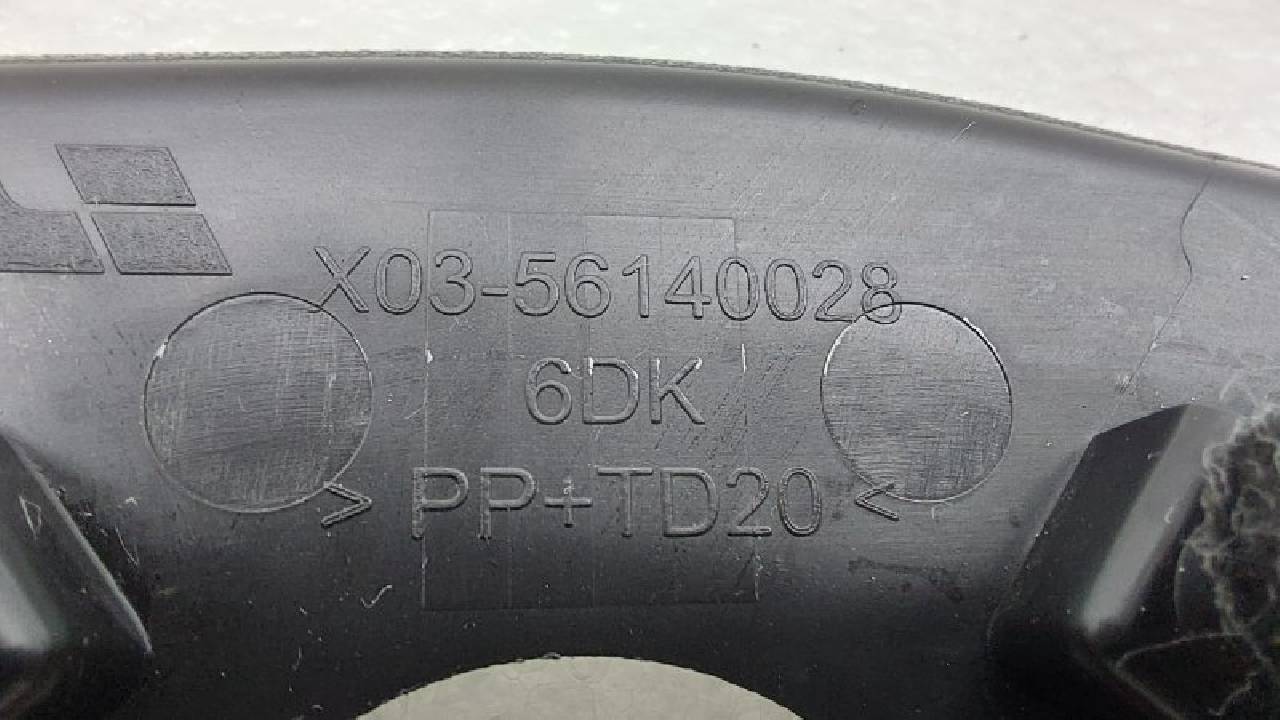 X03-56140028
6DK
> PP+TD20 <